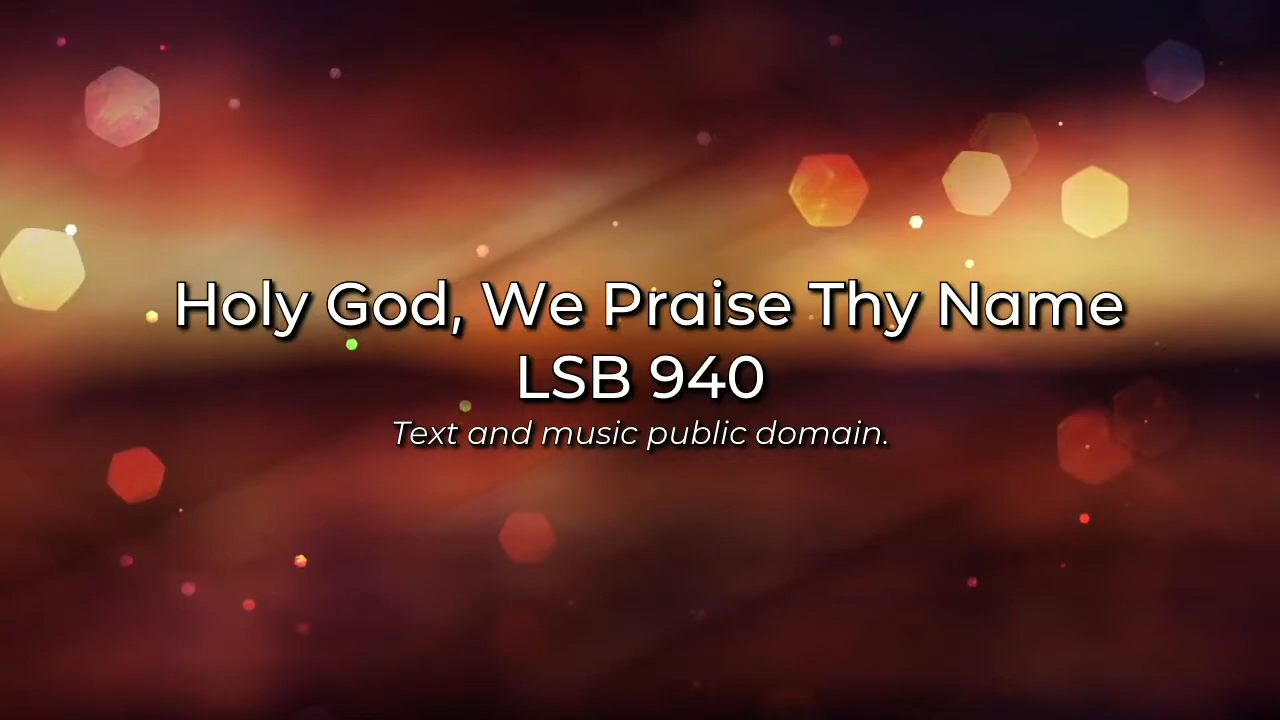 Holy God, We Praise Thy Name
LSB 940
Text and music public domain.